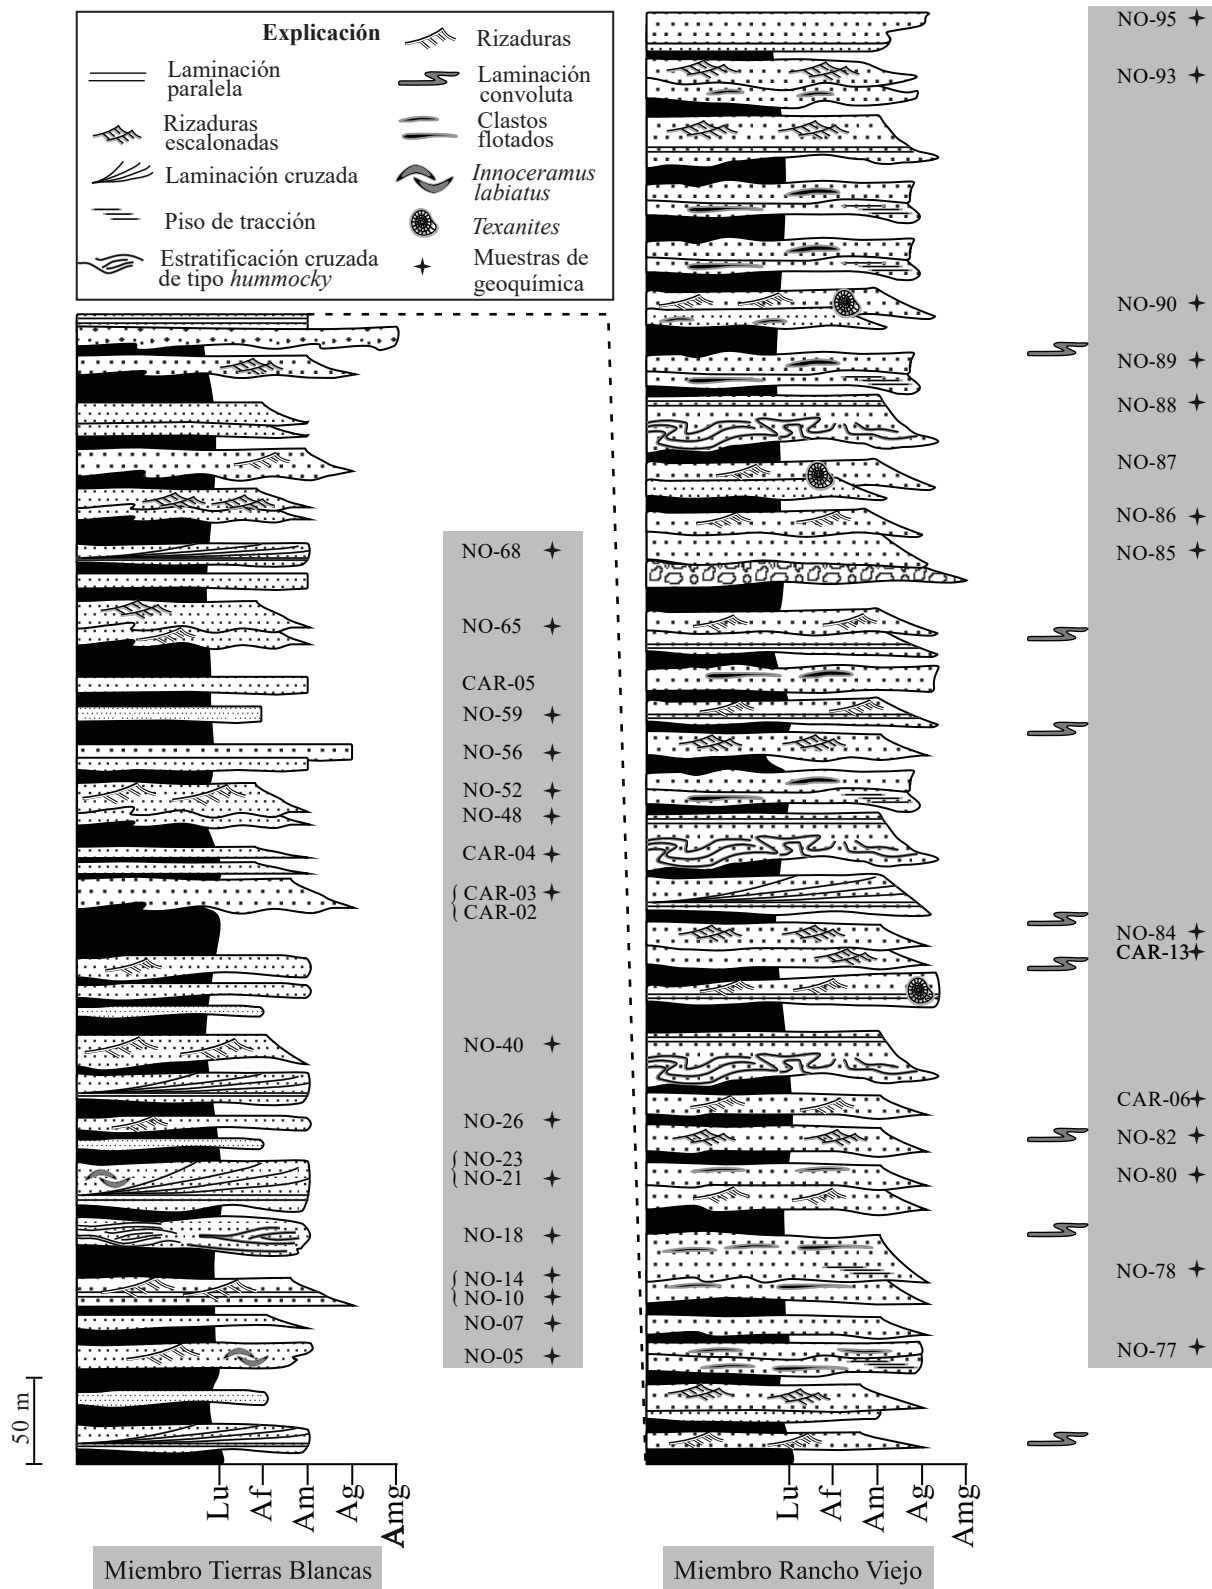 Explicación
Laminación
paralela
Rizaduras
escalonadas
Laminación cruzada
Piso de tracción
Estratificación cruzada
de tipo hummocky
Rizaduras
Laminación
convoluta
Clastos
flotados
Innoceramus
labiatus
Texanites
Muestras de
geoquímica
NO-68
NO-65
CAR-05
NO-59
NO-56
NO-52
NO-48
CAR-04
CAR-03
CAR-02
NO-40
NO-26
NO-23
NO-21
NO-18
NO-14
NO-10
NO-07
NO-05
50 m
Lu
Af
Am
Ag
Amg
Miembro Tierras Blancas
NO-95
NO-93
NO-90
NO-89
NO-88
NO-87
NO-86
NO-85
NO-84
CAR-13
CAR-06
NO-82
NO-80
NO-78
NO-77
Lu
Af
Am
Ag
Amg
Miembro Rancho Viejo